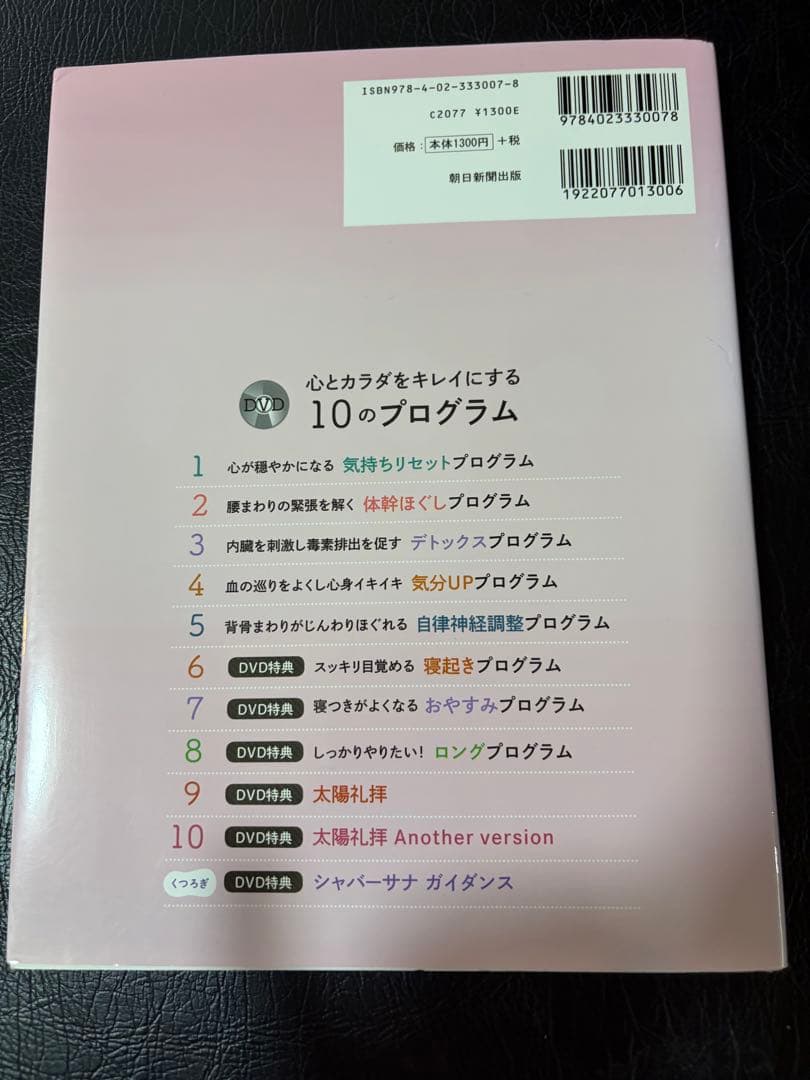 ISBN978-4-02-333007-8
C2077 ¥1300E
価格：本体1300円＋税
朝日新聞出版
9784023330078
1922077013006
DVD
心とカラダをキレイにする
10のプログラム
1 心が穏やかになる 気持ちリセットプログラム
2 腰まわりの緊張を解く 体幹ほぐしプログラム
3 内臓を刺激し毒素排出を促す デトックスプログラム
4 血の巡りをよくし心身イキイキ 気分UPプログラム
5 背骨まわりがじんわりほぐれる 自律神経調整プログラム
6 DVD特典 スッキリ目覚める 寝起きプログラム
7 DVD特典 寝つきがよくなる おやすみプログラム
8 DVD特典 しっかりやりたい！ ロングプログラム
9 DVD特典 太陽礼拝
10 DVD特典 太陽礼拝 Another version
くつろぎ DVD特典 シャバーサナ ガイダンス